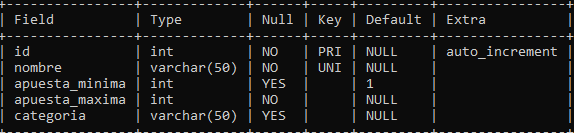 +----------------+-------------+------+-----+---------+----------------+
| Field          | Type        | Null | Key | Default | Extra          |
+----------------+-------------+------+-----+---------+----------------+
| id             | int         | NO   | PRI | NULL    | auto_increment |
| nombre         | varchar(50) | NO   | UNI | NULL    |                |
| apuesta_minima | int         | YES  |     | 1       |                |
| apuesta_maxima | int         | NO   |     | NULL    |                |
| categoria      | varchar(50) | YES  |     | NULL    |                |
+----------------+-------------+------+-----+---------+----------------+